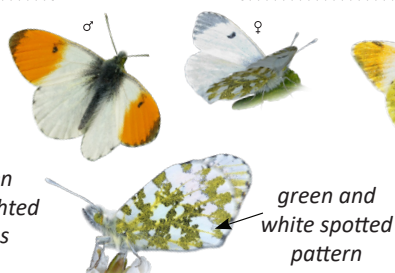 ♂
♀
green and
white spotted
pattern